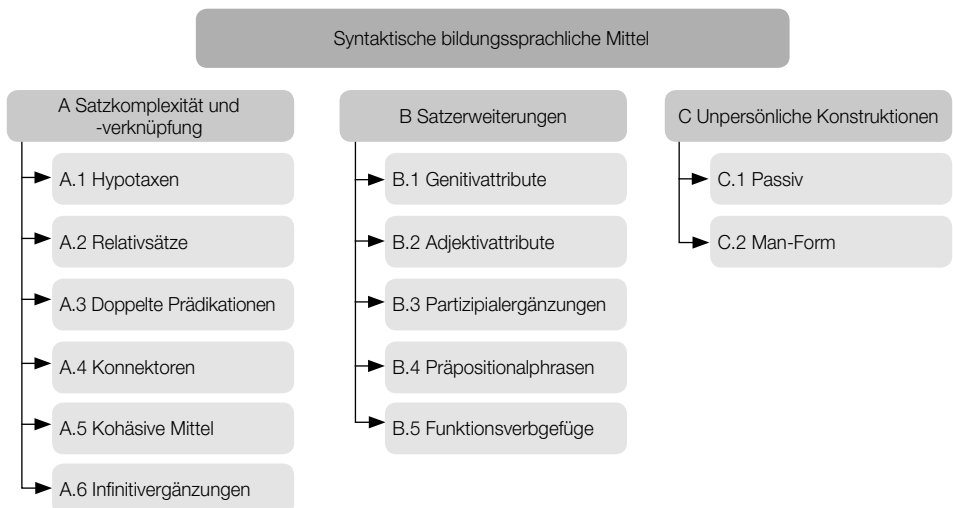 Syntaktische bildungssprachliche Mittel
A Satzkomplexität und
-verknüpfung
A.1 Hypotaxen
A.2 Relativsätze
A.3 Doppelte Prädikationen
A.4 Konnektoren
A.5 Kohäsive Mittel
A.6 Infinitivergänzungen
B Satzerweiterungen
B.1 Genitivattribute
B.2 Adjektivattribute
B.3 Partizipialergänzungen
B.4 Präpositionalphrasen
B.5 Funktionsverbgefüge
C Unpersönliche Konstruktionen
C.1 Passiv
C.2 Man-Form